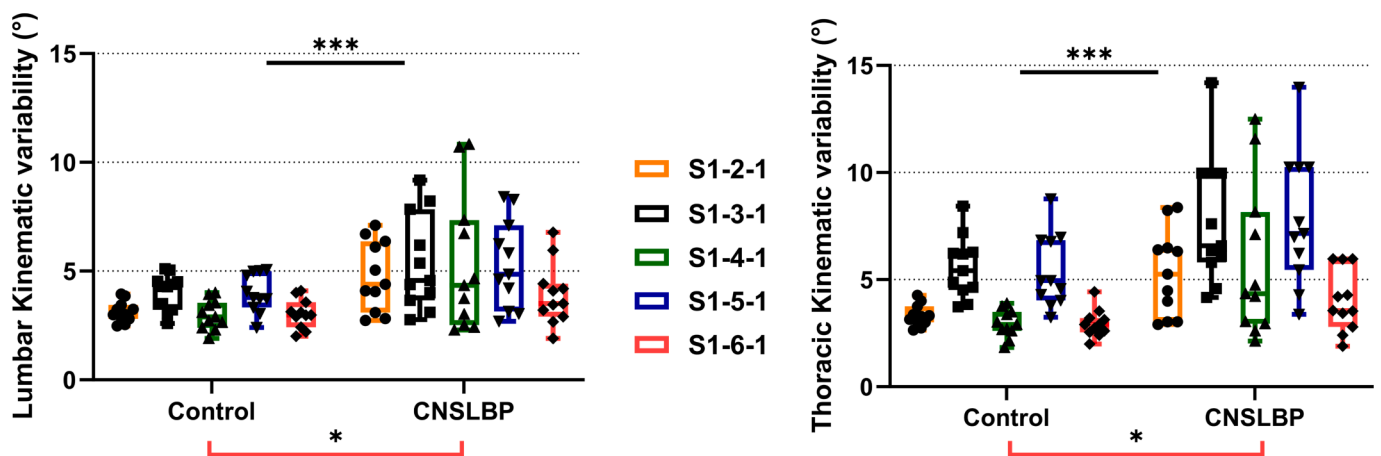 Lumbar Kinematic variability (°)
15
10
5
0
***
Control
CNSLBP
*
S1-2-1
S1-3-1
S1-4-1
S1-5-1
S1-6-1
Thoracic Kinematic variability (°)
15
10
5
0
***
Control
CNSLBP
*